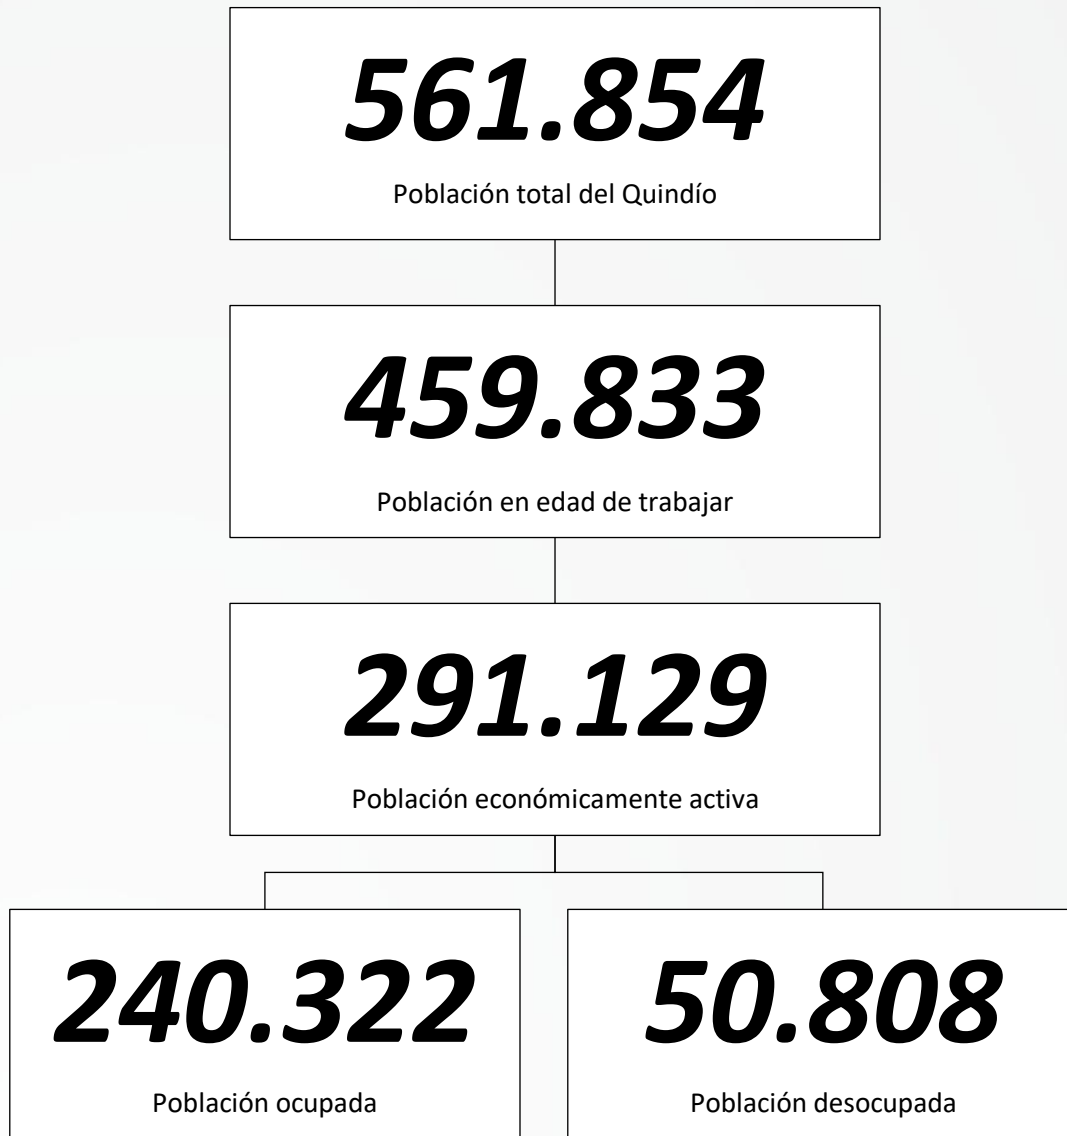 561.854
Población total del Quindío
459.833
Población en edad de trabajar
291.129
Población económicamente activa
240.322
Población ocupada
50.808
Población desocupada